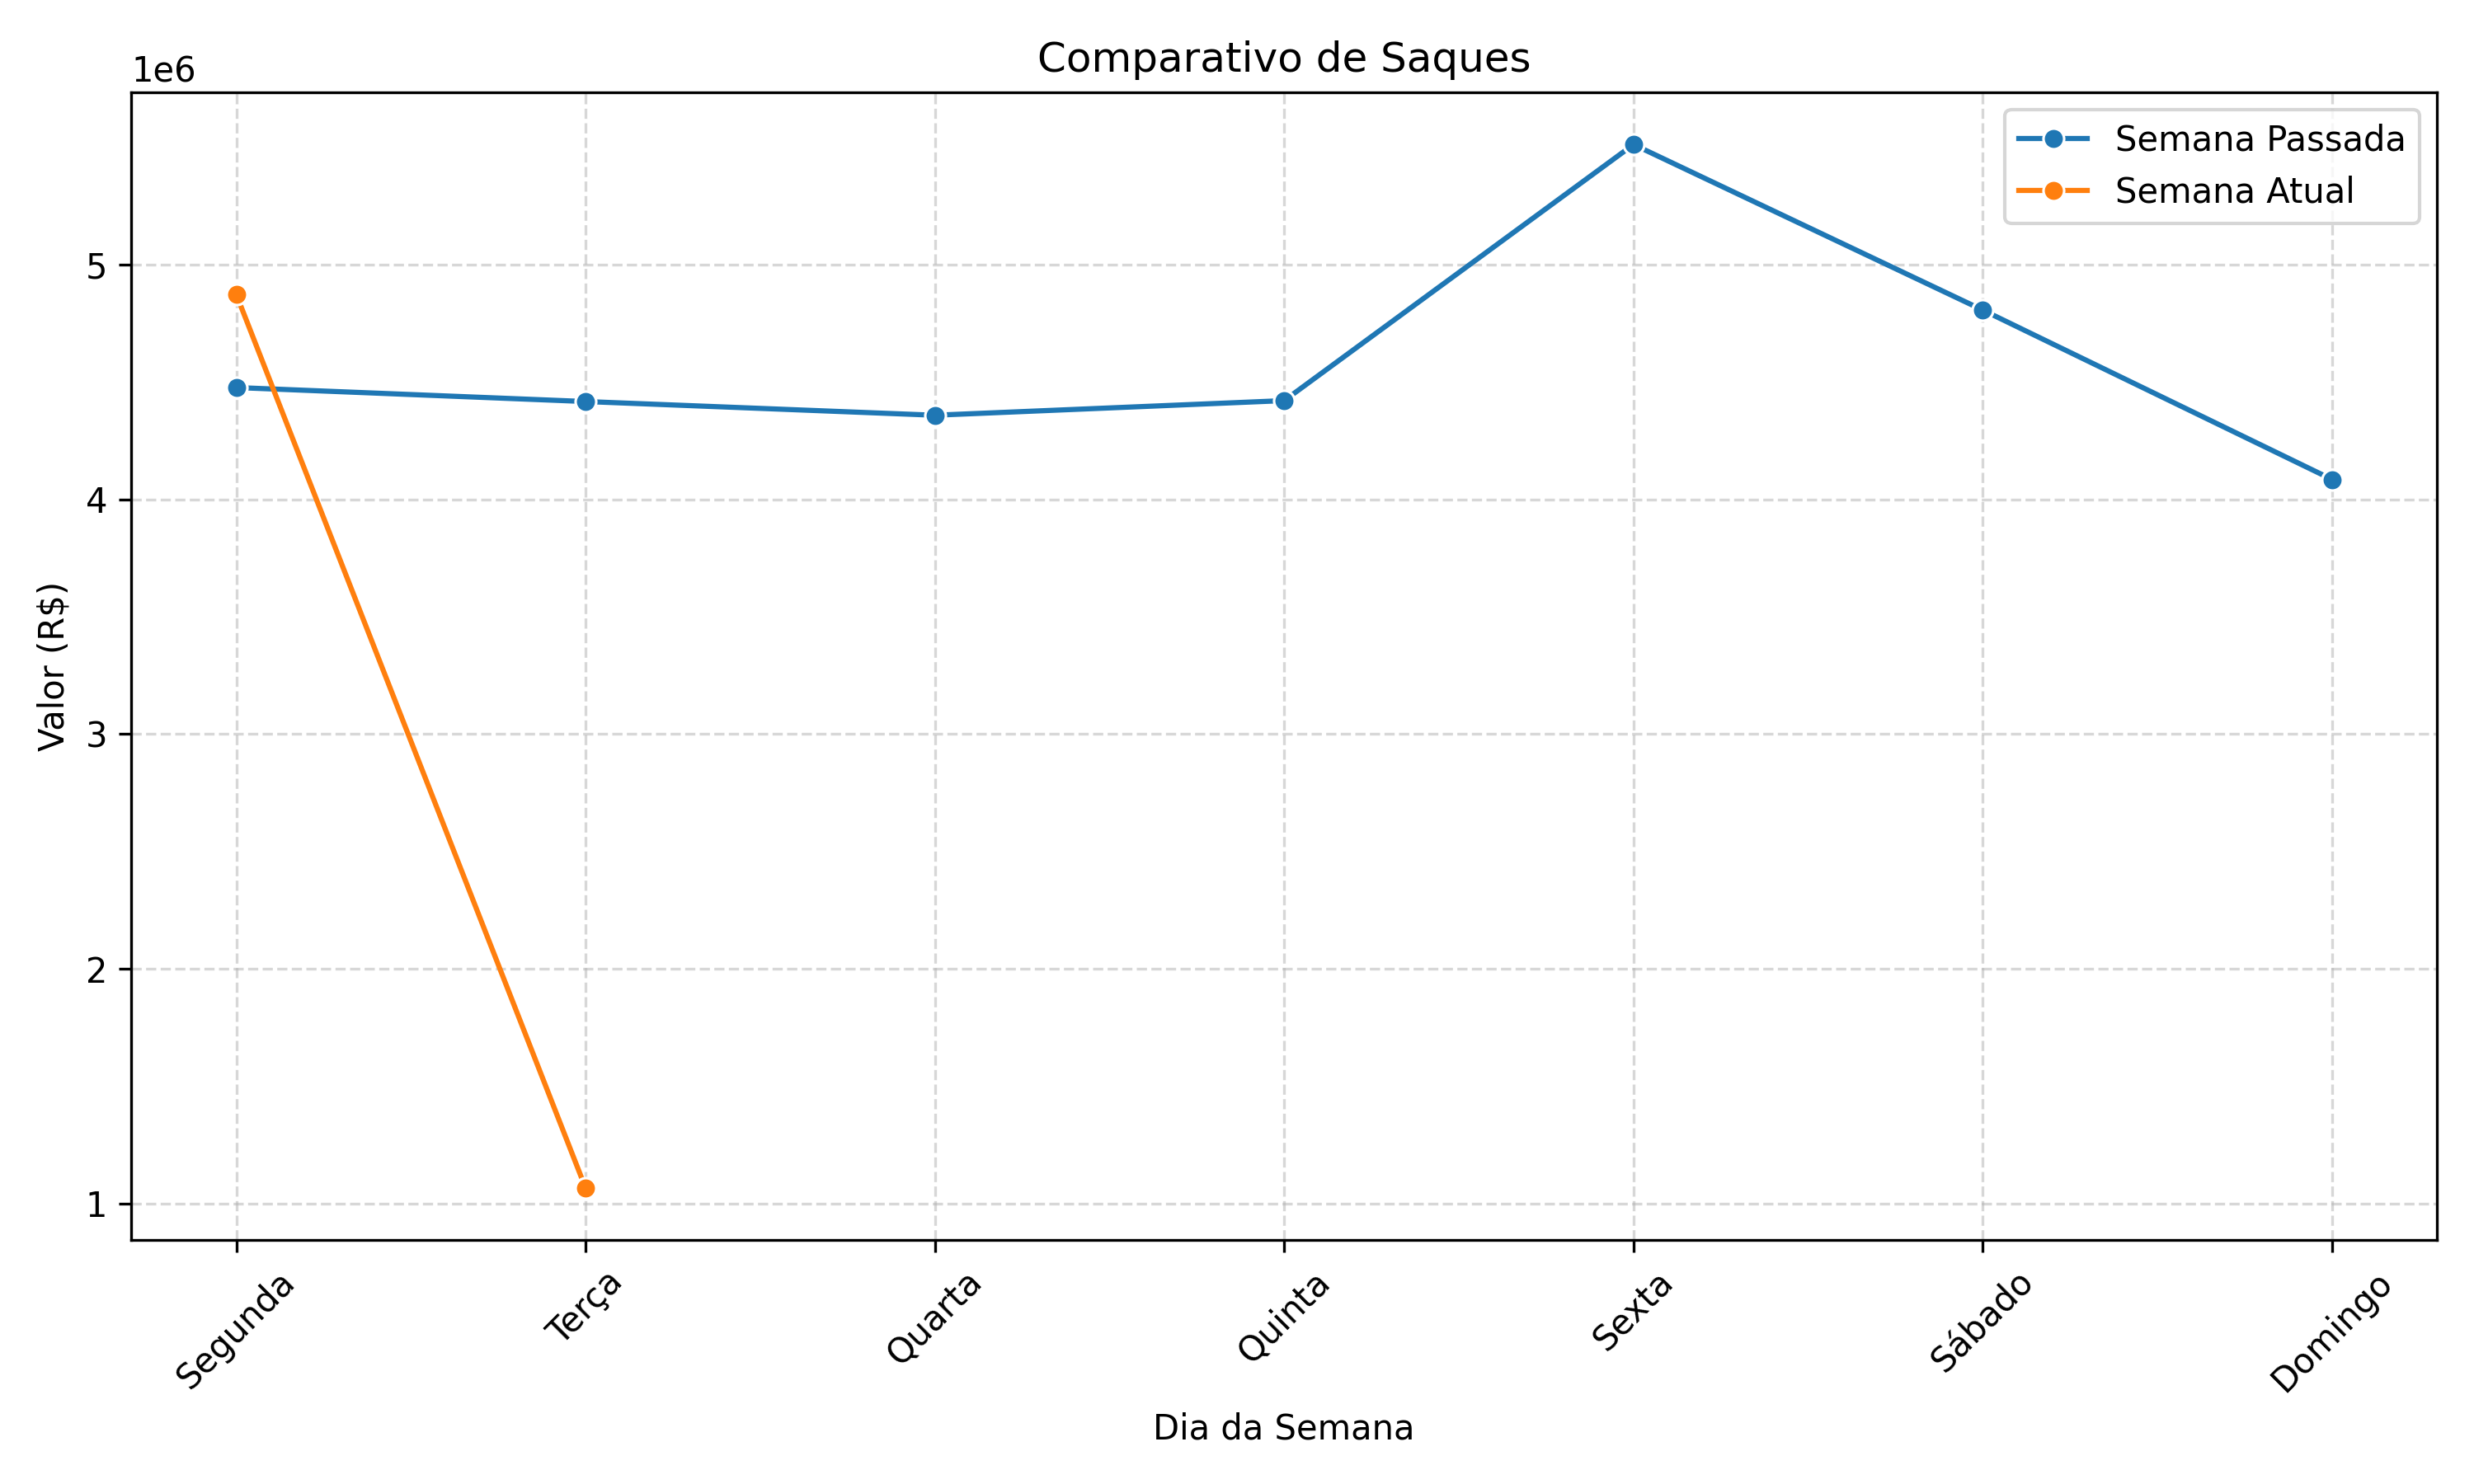 Comparativo de Saques
1e6
Semana Passada
Semana Atual
5
4
3
2
1
Valor (R$)
Segunda
Terça
Quarta
Quinta
Sexta
Sábado
Domingo
Dia da Semana